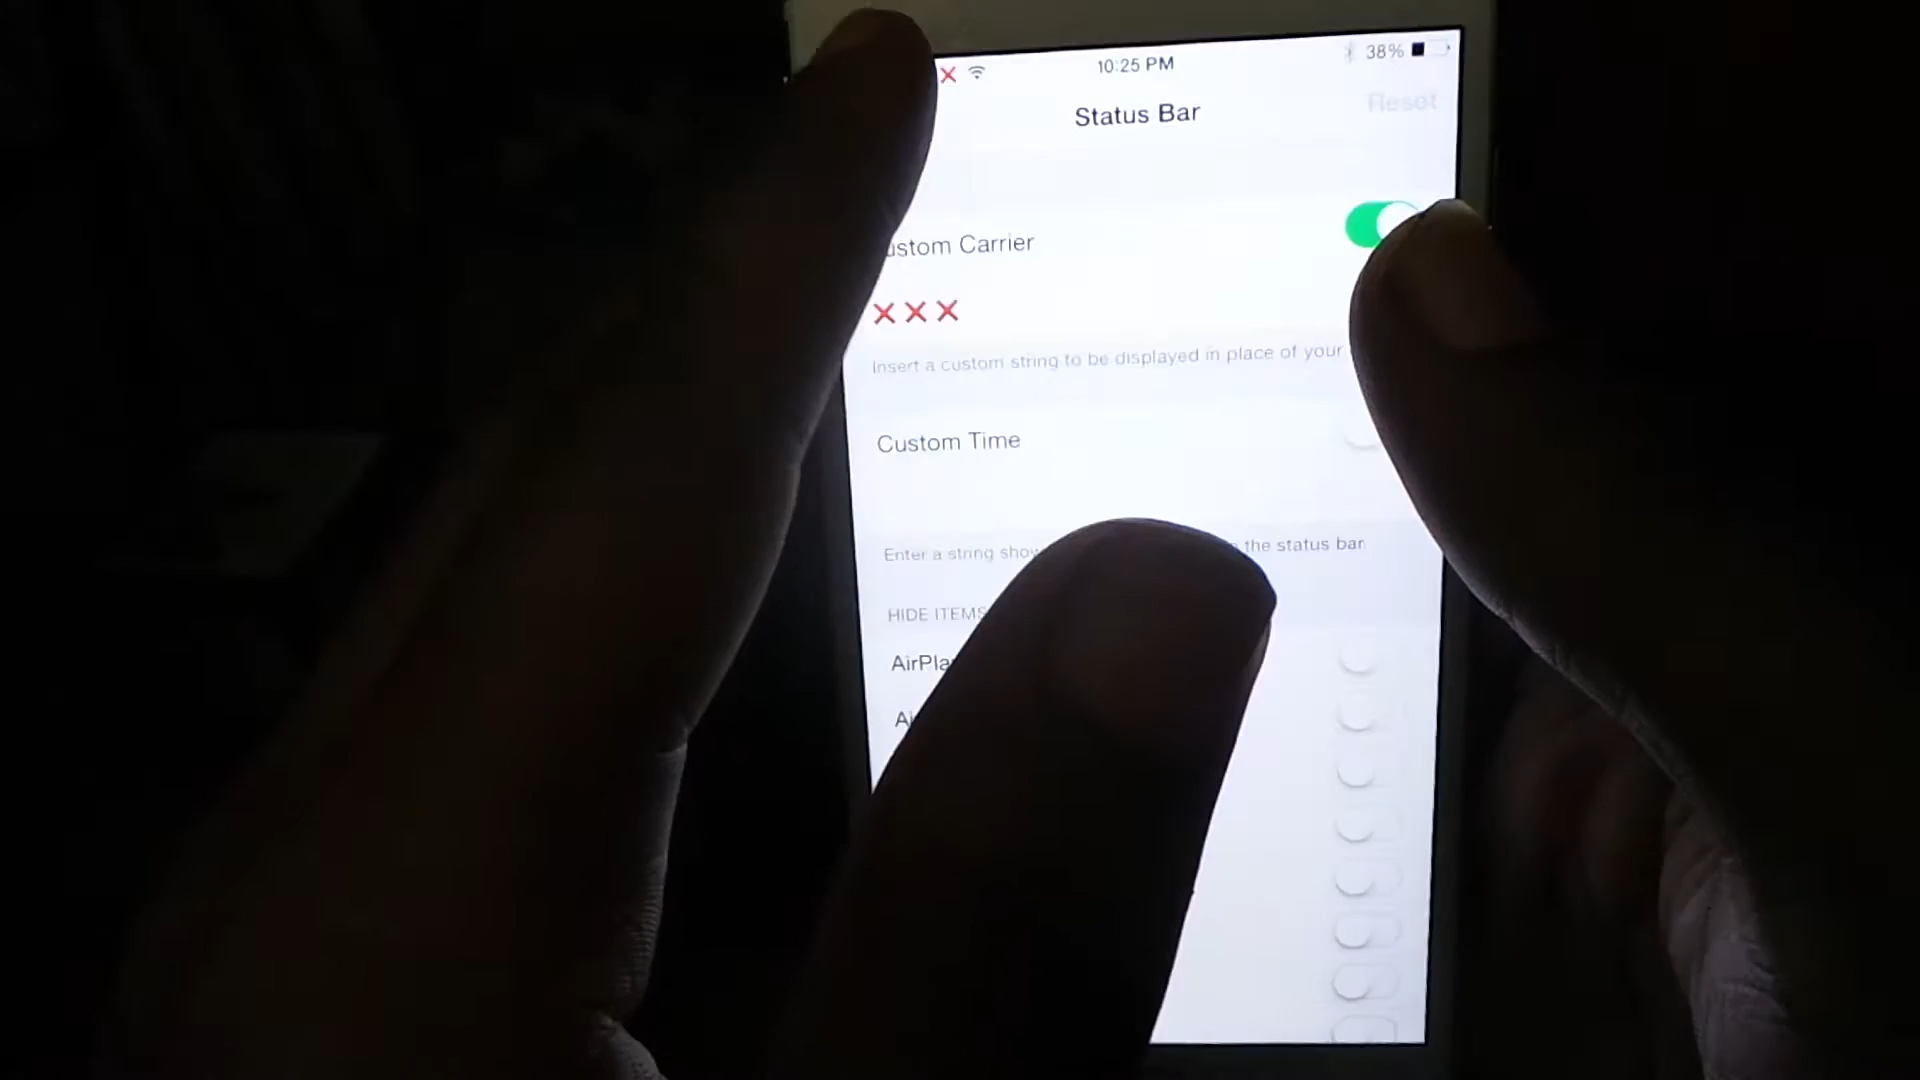 10:25 PM
38%
Status Bar
Reset
ustom Carrier
❌❌❌
Insert a custom string to be displayed in place of your
Custom Time
Enter a string the status bar
HIDE ITEMS
AirPla